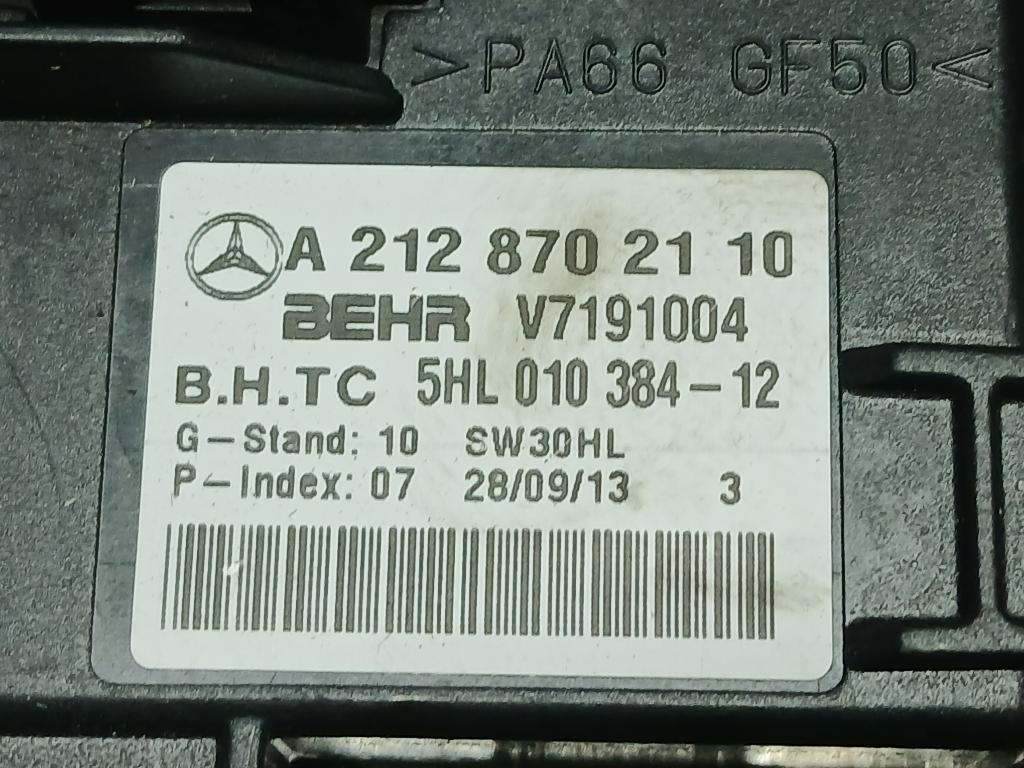 >PA66 GF50<
A 212 870 21 10
BEHR V7191004
B.H.TC 5HL 010 384-12
G-Stand: 10 SW30HL
P-Index: 07 28/09/13 3